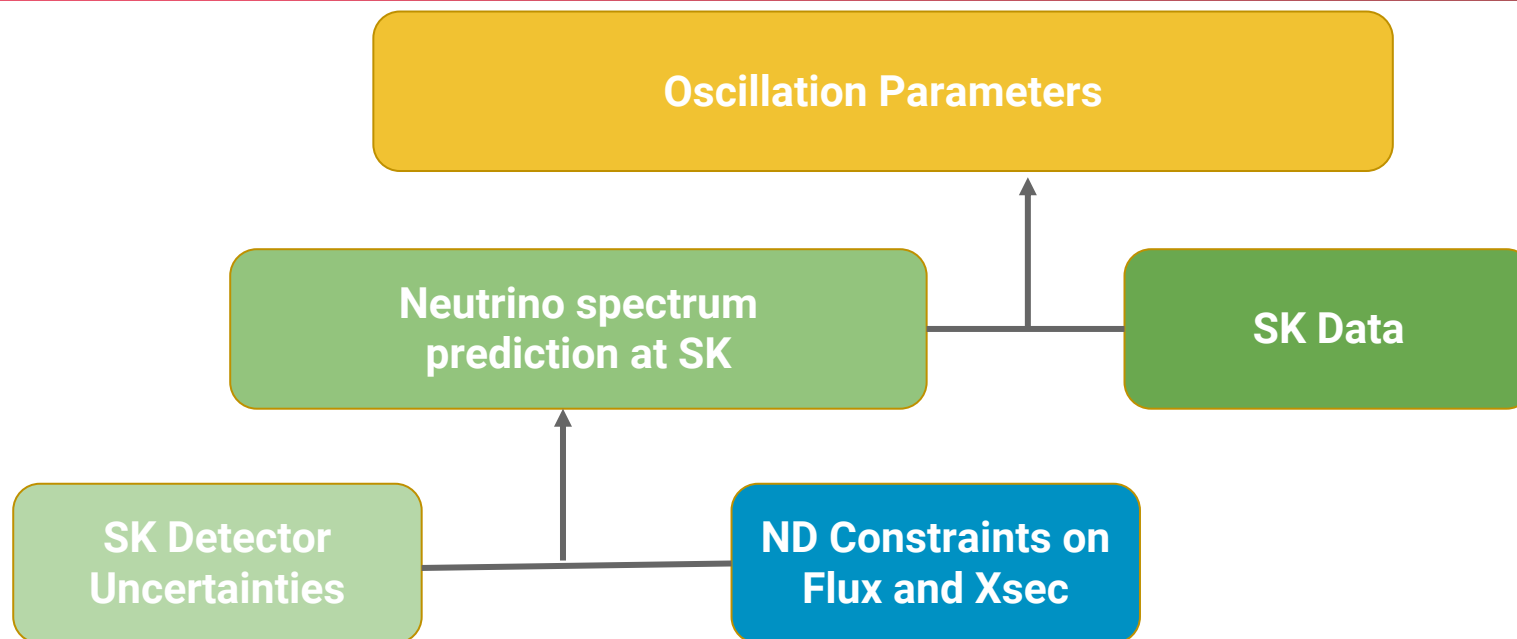 Oscillation Parameters
Neutrino spectrum
prediction at SK
SK Data
SK Detector
Uncertainties
ND Constraints on
Flux and Xsec